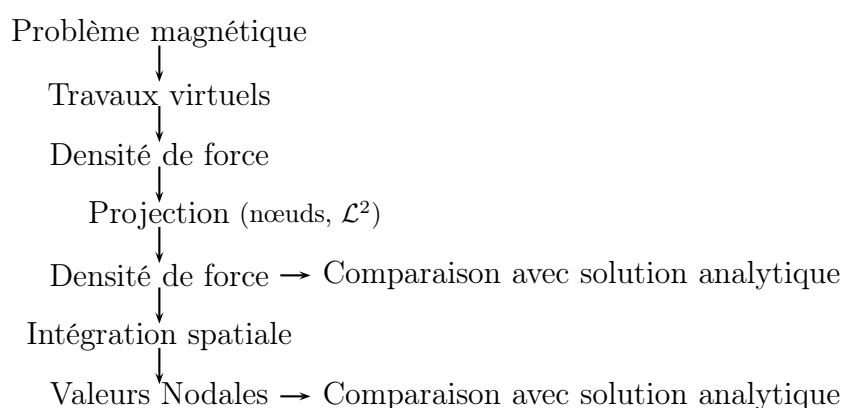 Problème magnétique
Travaux virtuels
Densité de force
Projection (nœuds, ℒ²)
Densité de force → Comparaison avec solution analytique
Intégration spatiale
Valeurs Nodales → Comparaison avec solution analytique